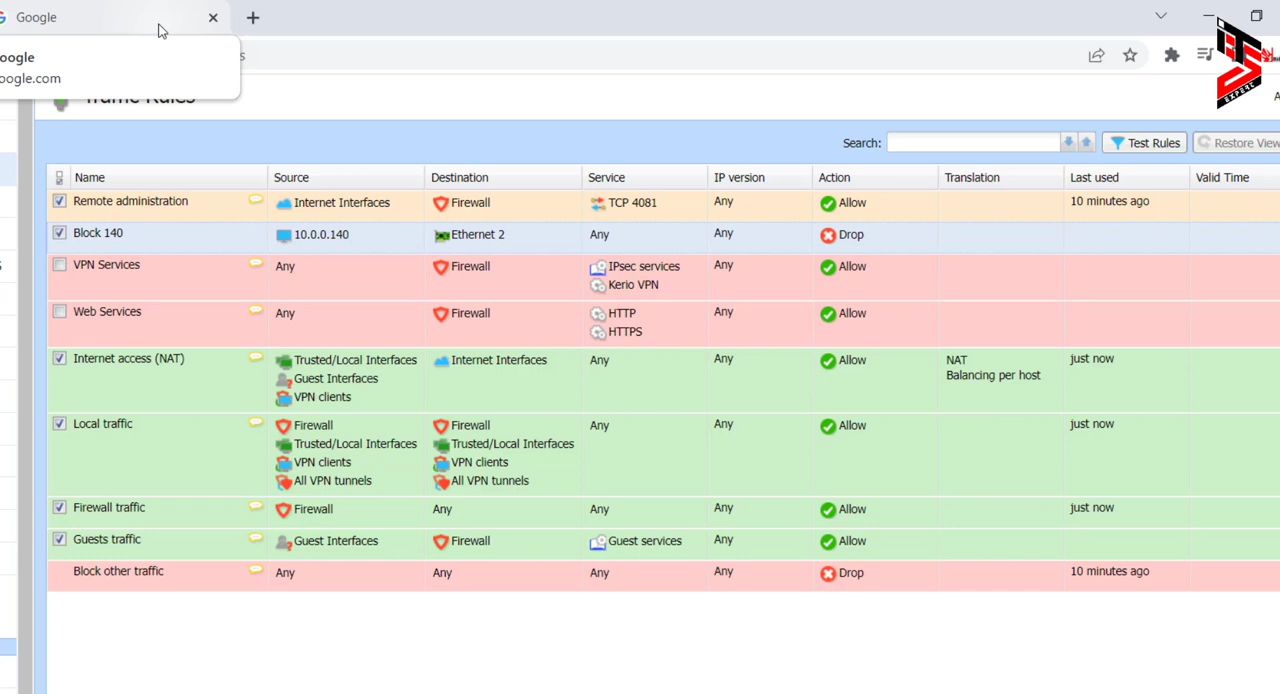 Google
oogle
oogle.com
s
Traffic Rules
Search:
Test Rules
Restore View
Name Source Destination Service IP version Action Translation Last used Valid Time
Remote administration Internet Interfaces Firewall TCP 4081 Any Allow 10 minutes ago
Block 140 10.0.0.140 Ethernet 2 Any Any Drop
VPN Services Any Firewall IPsec services Any Allow
Kerio VPN
Web Services Any Firewall HTTP Any Allow
HTTPS
Internet access (NAT) Trusted/Local Interfaces Internet Interfaces Any Any Allow NAT just now
Guest Interfaces Balancing per host
VPN clients
Local traffic Firewall Firewall Any Any Allow just now
Trusted/Local Interfaces Trusted/Local Interfaces
VPN clients VPN clients
All VPN tunnels All VPN tunnels
Firewall traffic Firewall Any Any Any Allow just now
Guests traffic Guest Interfaces Firewall Guest services Any Allow
Block other traffic Any Any Any Any Drop 10 minutes ago
ITS
EXPERT